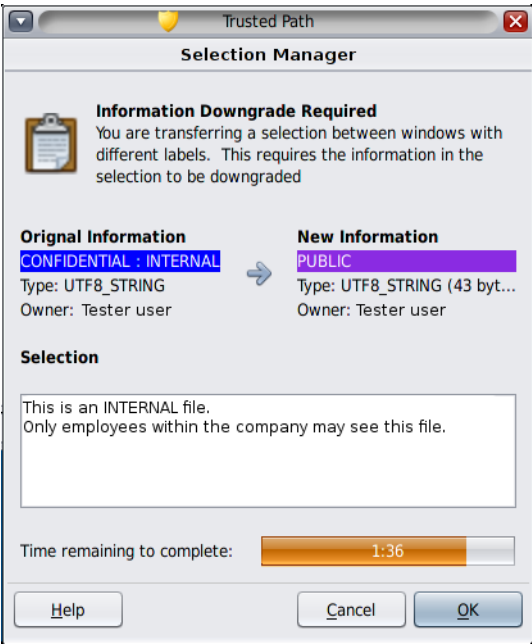 Trusted Path
Selection Manager
Information Downgrade Required
You are transferring a selection between windows with
different labels. This requires the information in the
selection to be downgraded
Orignal Information
CONFIDENTIAL : INTERNAL
Type: UTF8_STRING
Owner: Tester user
New Information
PUBLIC
Type: UTF8_STRING (43 byt...
Owner: Tester user
Selection
This is an INTERNAL file.
Only employees within the company may see this file.
Time remaining to complete: 1:36
Help Cancel OK